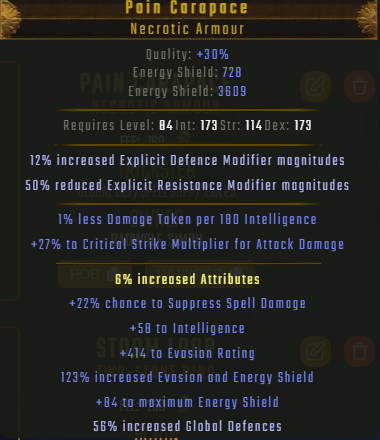 Pain Carapace
Necrotic Armour
Quality: +30%
Energy Shield: 728
Energy Shield: 3609
Requires Level: 84 Int: 173 Str: 114 Dex: 173
12% increased Explicit Defence Modifier magnitudes
50% reduced Explicit Resistance Modifier magnitudes
1% less Damage Taken per 180 Intelligence
+27% to Critical Strike Multiplier for Attack Damage
6% increased Attributes
+22% chance to Suppress Spell Damage
+58 to Intelligence
+414 to Evasion Rating
123% increased Evasion and Energy Shield
+84 to maximum Energy Shield
56% increased Global Defences